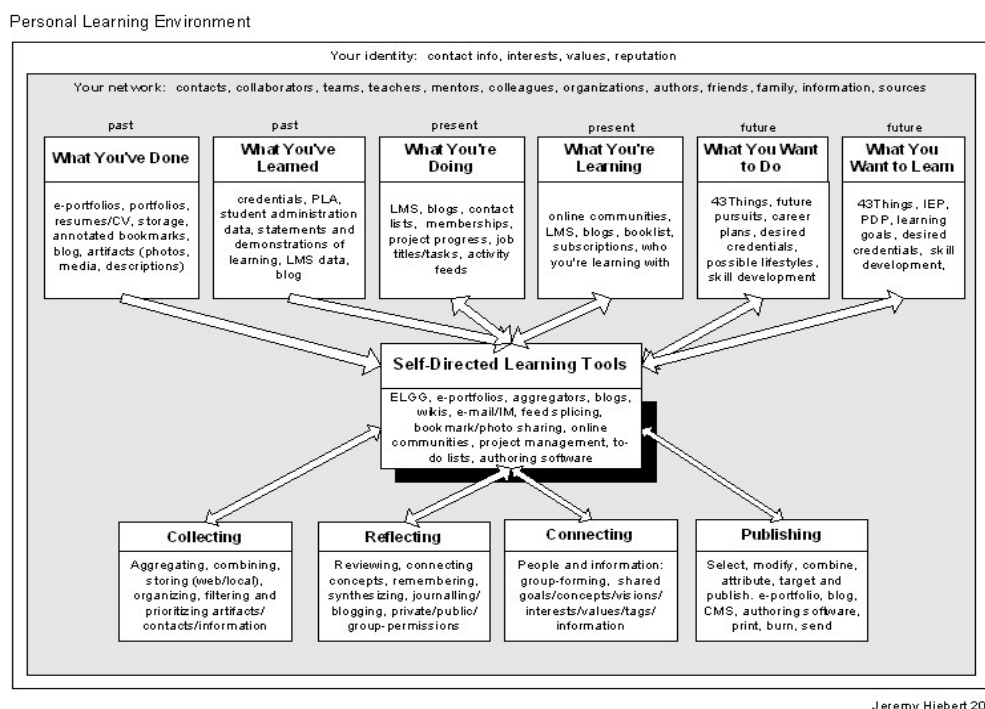 Personal Learning Environment
Your identity: contact info, interests, values, reputation
Your network: contacts, collaborators, teams, teachers, mentors, colleagues, organizations, authors, friends, family, information, sources
past
What You've Done
e-portfolios, portfolios,
resumes/CV, storage,
annotated bookmarks,
blog, artifacts (photos,
media, descriptions)
past
What You've
Learned
credentials, PLA,
student administration
data, statements and
demonstrations of
learning, LMS data,
blog
present
What You're
Doing
LMS, blogs, contact
lists, memberships,
project progress, job
titles/tasks, activity
feeds
present
What You're
Learning
online communities,
LMS, blogs, booklist,
subscriptions, who
you're learning with
future
What You Want
to Do
43Things, future
pursuits, career
plans, desired
credentials,
possible lifestyles,
skill development
future
What You
Want to Learn
43Things, IEP,
PDP, learning
goals, desired
credentials, skill
development,
Self-Directed Learning Tools
ELGG, e-portfolios, aggregators, blogs,
wikis, e-mail/IM, feed splicing,
bookmark/photo sharing, online
communities, project management, to-
do lists, authoring software
Collecting
Aggregating, combining,
storing (web/local),
organizing, filtering and
prioritizing artifacts/
contacts/information
Reflecting
Reviewing, connecting
concepts, remembering,
synthesizing, journalling/
blogging, private/public/
group-permissions
Connecting
People and information:
group-forming, shared
goals/concepts/visions/
interests/values/tags/
information
Publishing
Select, modify, combine,
attribute, target and
publish. e-portfolio, blog,
CMS, authoring software,
print, burn, send
Jeremy Hiebert 20